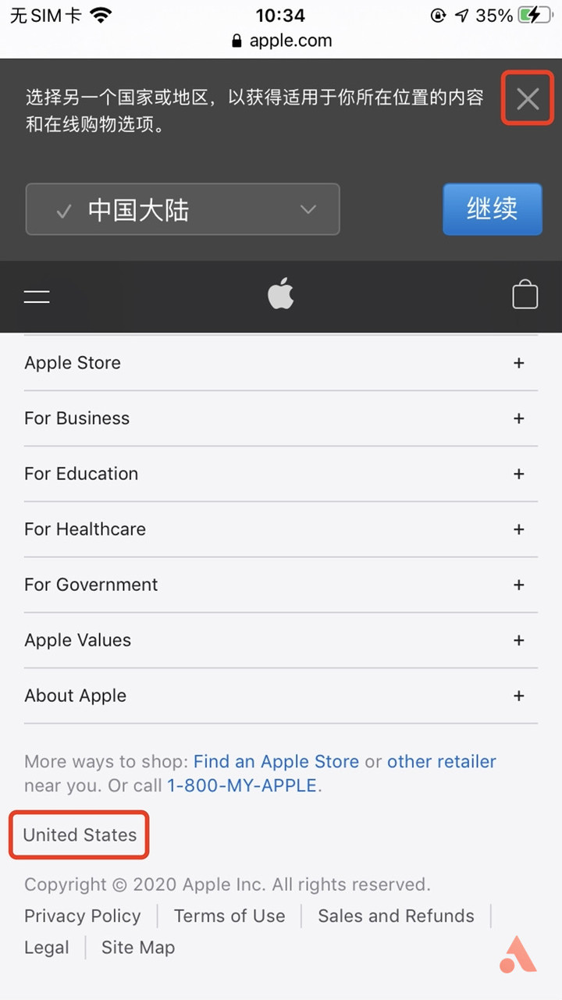 无SIM卡 10:34 35%
apple.com
选择另一个国家或地区，以获得适用于你所在位置的内容
和在线购物选项。
中国大陆 继续
Apple Store +
For Business +
For Education +
For Healthcare +
For Government +
Apple Values +
About Apple +
More ways to shop: Find an Apple Store or other retailer
near you. Or call 1-800-MY-APPLE.
United States
Copyright © 2020 Apple Inc. All rights reserved.
Privacy Policy | Terms of Use | Sales and Refunds |
Legal | Site Map